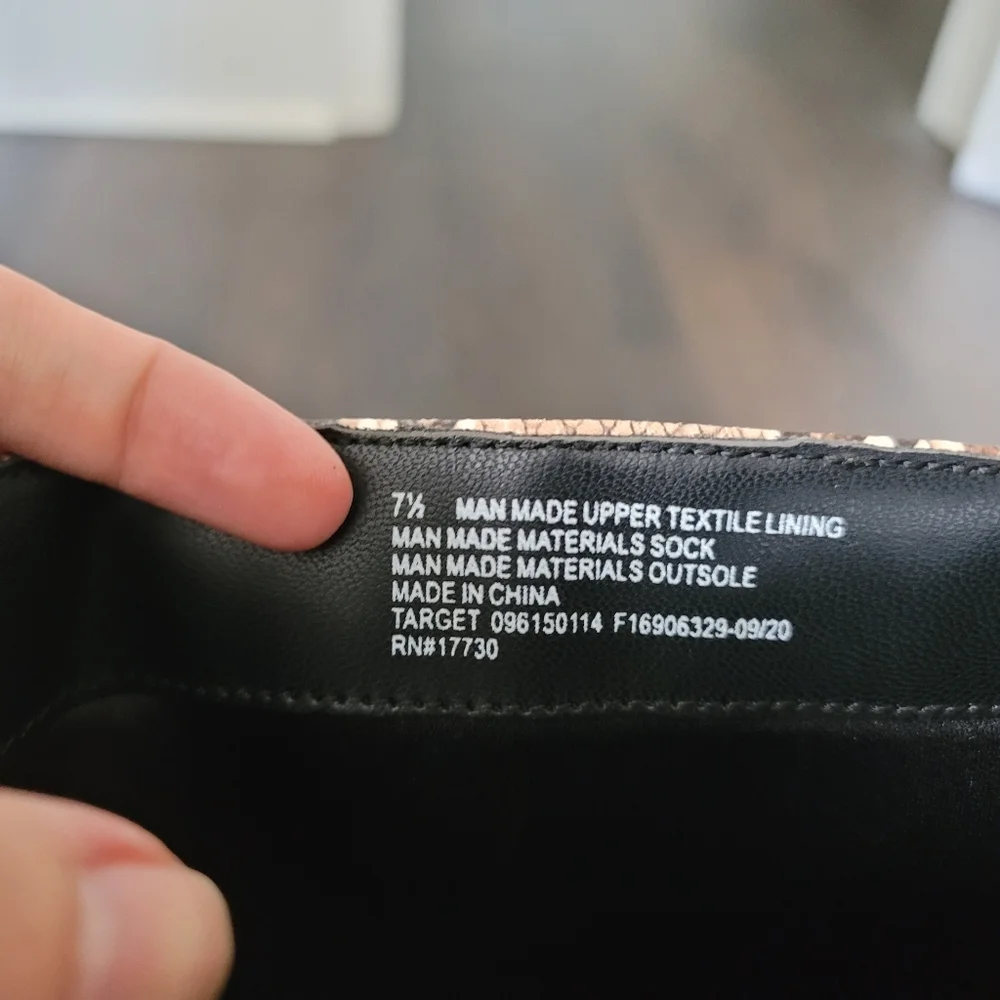 7½ MAN MADE UPPER TEXTILE LINING
MAN MADE MATERIALS SOCK
MAN MADE MATERIALS OUTSOLE
MADE IN CHINA
TARGET 096150114 F16906329-09/20
RN#17730